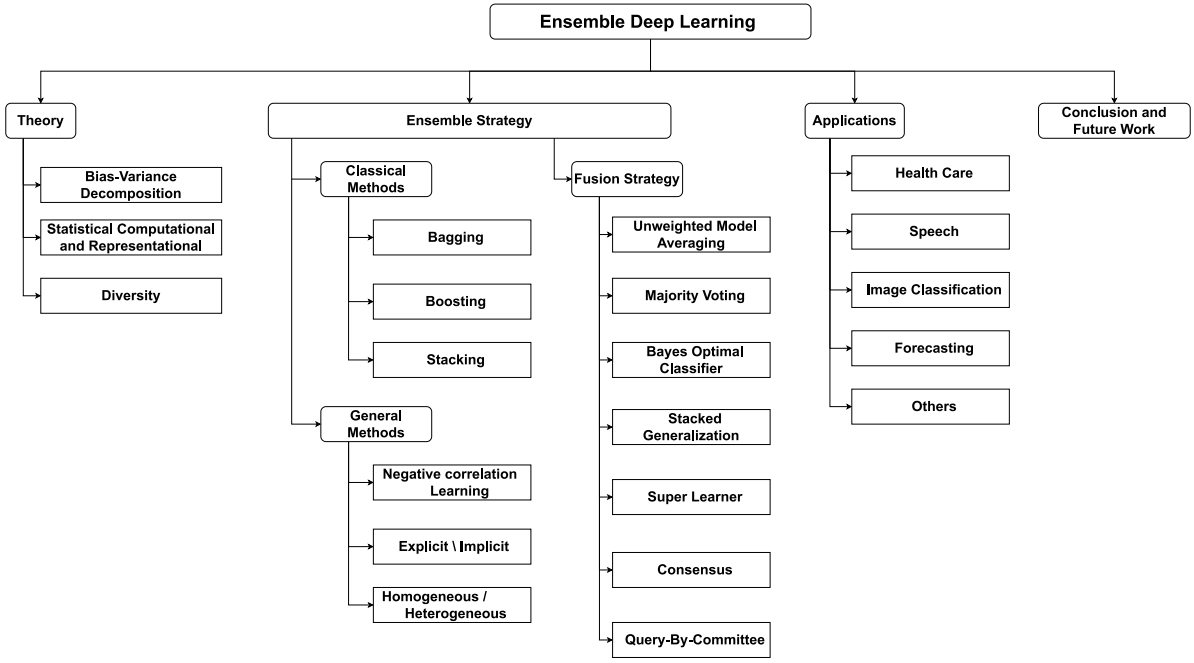 Ensemble Deep Learning
Theory
Bias-Variance
Decomposition
Statistical Computational
and Representational
Diversity
Ensemble Strategy
Classical
Methods
Bagging
Boosting
Stacking
General
Methods
Negative correlation
Learning
Explicit \ Implicit
Homogeneous /
Heterogeneous
Fusion Strategy
Unweighted Model
Averaging
Majority Voting
Bayes Optimal
Classifier
Stacked
Generalization
Super Learner
Consensus
Query-By-Committee
Applications
Health Care
Speech
Image Classification
Forecasting
Others
Conclusion and
Future Work